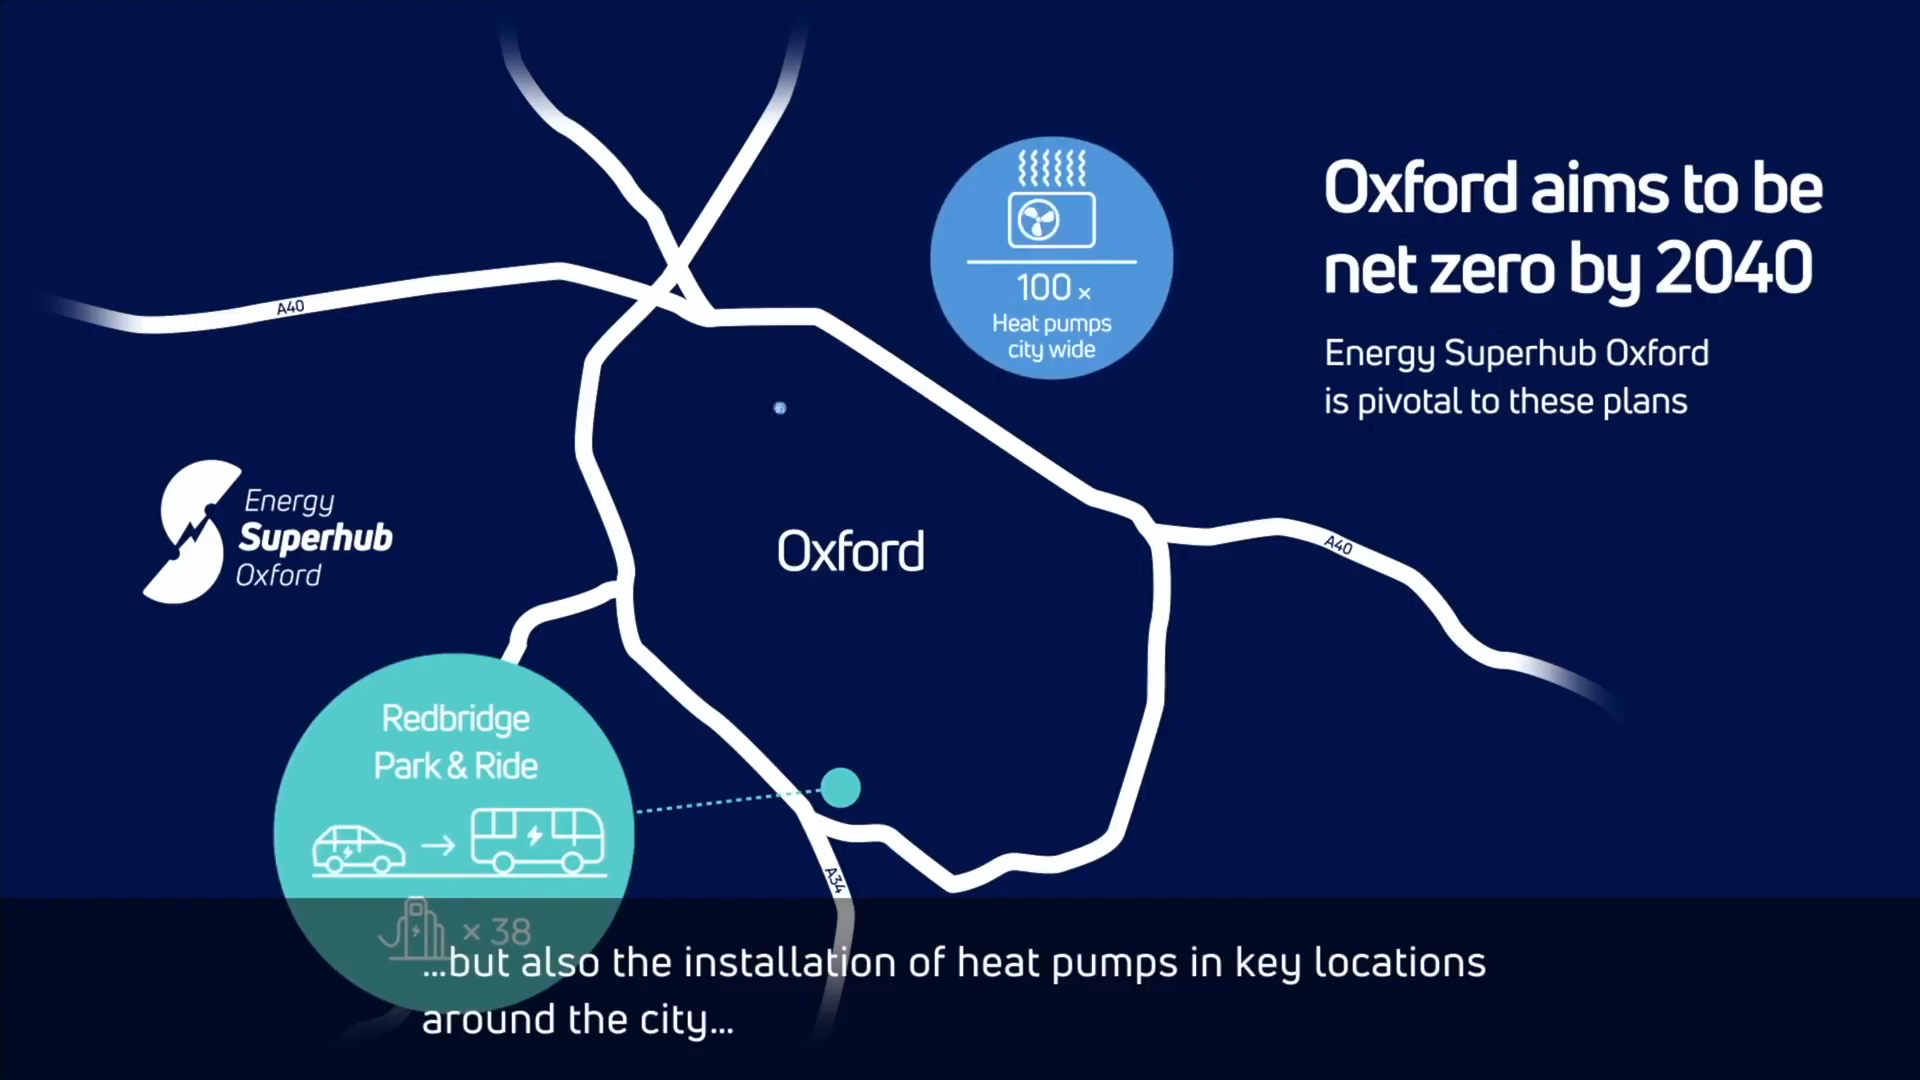 Oxford aims to be
net zero by 2040
Energy Superhub Oxford
is pivotal to these plans
100 x
Heat pumps
city wide
A40
Energy
Superhub
Oxford
Oxford
A40
Redbridge
Park & Ride
x 38
A34
...but also the installation of heat pumps in key locations
around the city...